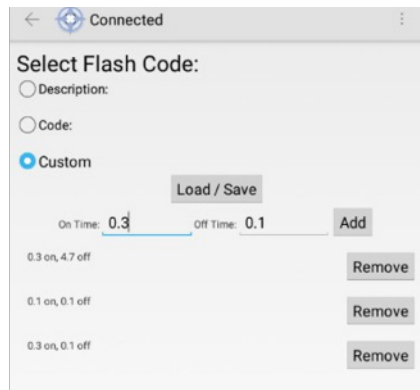 Connected
Select Flash Code:
Description:
Code:
Custom
Load / Save
On Time: 0.3 Off Time: 0.1 Add
0.3 on, 4.7 off
Remove
0.1 on, 0.1 off
Remove
0.3 on, 0.1 off
Remove